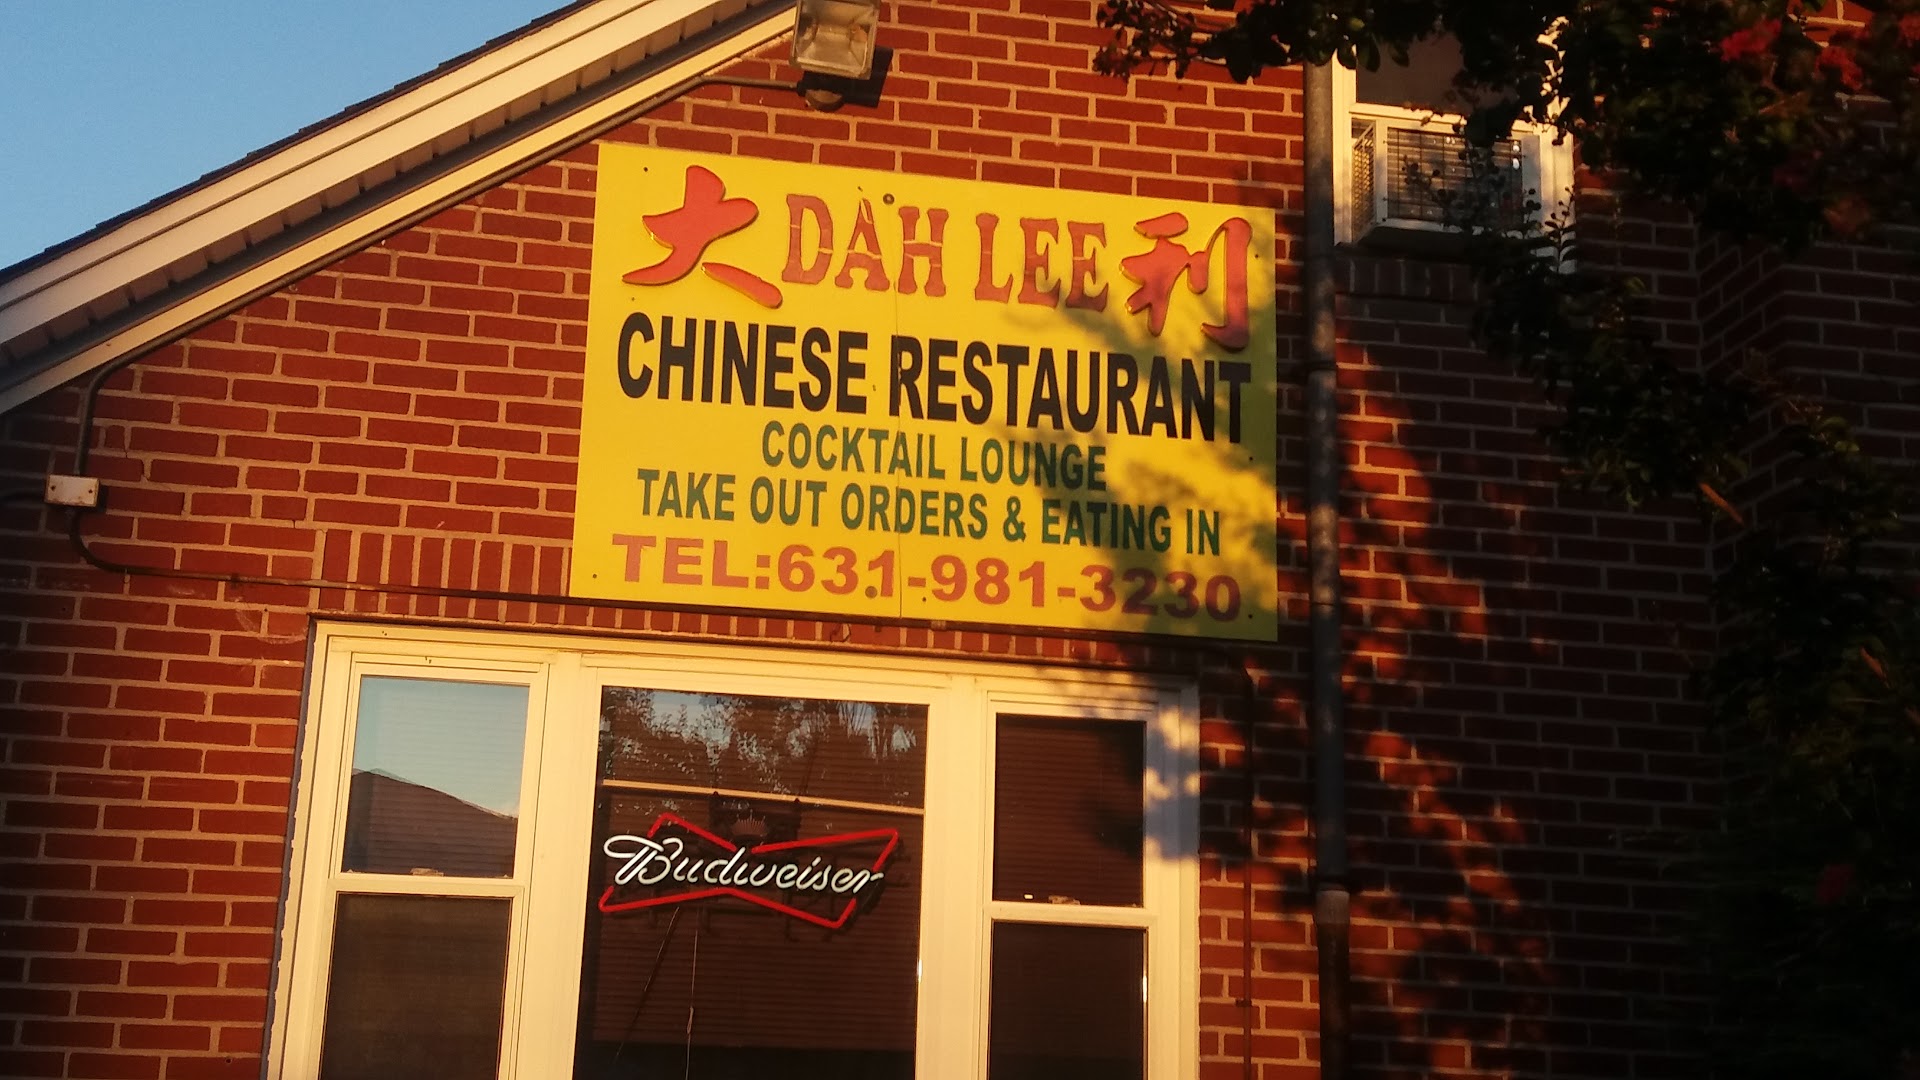 大 DAH LEE 利
CHINESE RESTAURANT
COCKTAIL LOUNGE
TAKE OUT ORDERS & EATING IN
TEL:631-981-3230
Budweiser